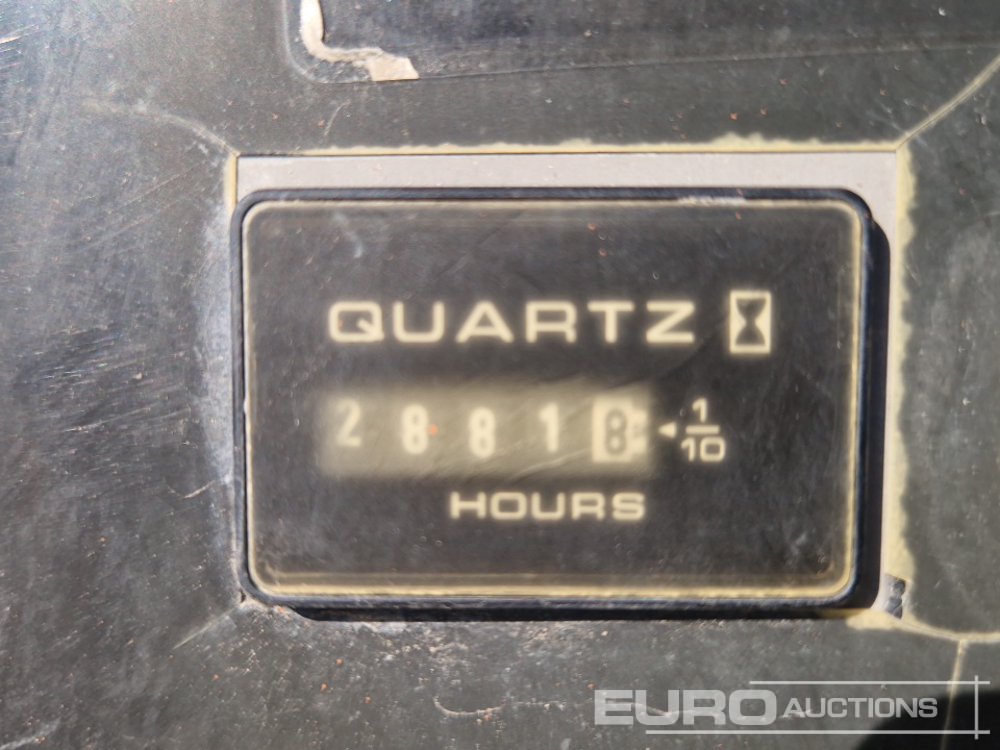 QUARTZ
2 8 8 1 8 1/10
HOURS
EURO AUCTIONS